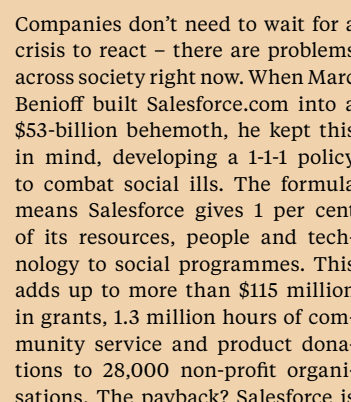 Companies don't need to wait for a
crisis to react – there are problems
across society right now. When Marc
Benioff built Salesforce.com into a
$53-billion behemoth, he kept this
in mind, developing a 1-1-1 policy
to combat social ills. The formula
means Salesforce gives 1 per cent
of its resources, people and tech-
nology to social programmes. This
adds up to more than $115 million
in grants, 1.3 million hours of com-
munity service and product dona-
tions to 28,000 non-profit organi-
sations. The payback? Salesforce is